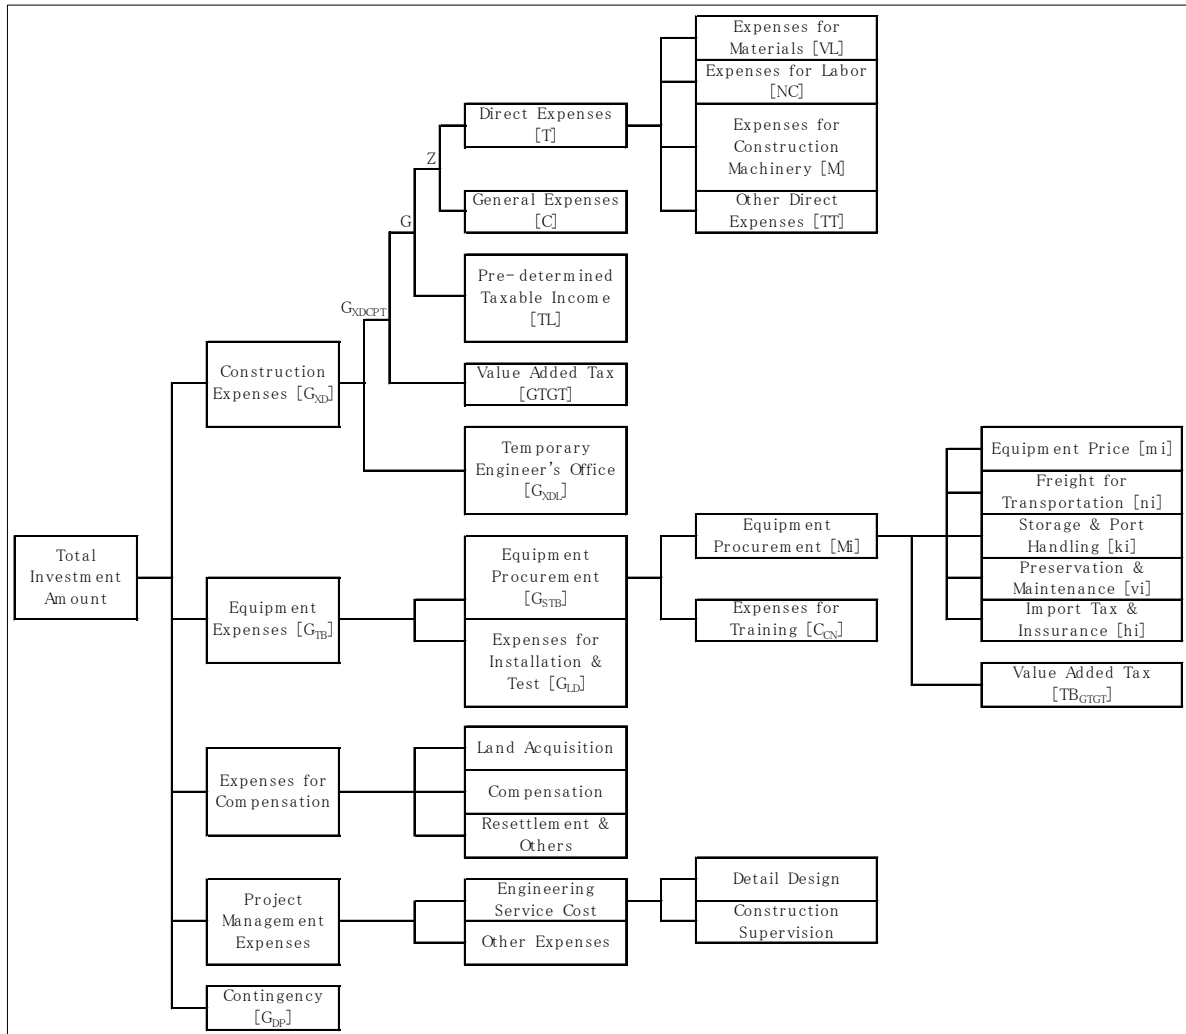 Expenses for
Materials [VL]
Expenses for Labor
[NC]
Direct Expenses
[T]
Expenses for
Construction
Machinery [M]
Z
General Expenses
[C]
Other Direct
Expenses [TT]
G
Pre-determined
Taxable Income
[TL]
GXDCPT
Construction
Expenses [GXD]
Value Added Tax
[GTGT]
Temporary
Engineer's Office
[GXDL]
Equipment Price [mi]
Freight for
Transportation [ni]
Total
Investment
Amount
Equipment
Procurement
[GSTB]
Equipment
Procurement [Mi]
Storage & Port
Handling [ki]
Preservation &
Maintenance [vi]
Equipment
Expenses [GTB]
Expenses for
Training [CCN]
Import Tax &
Inssurance [hi]
Expenses for
Installation &
Test [GLD]
Value Added Tax
[TBGTGT]
Expenses for
Compensation
Land Acquisition
Compensation
Resettlement &
Others
Project
Management
Expenses
Engineering
Service Cost
Detail Design
Other Expenses
Construction
Supervision
Contingency
[GDP]